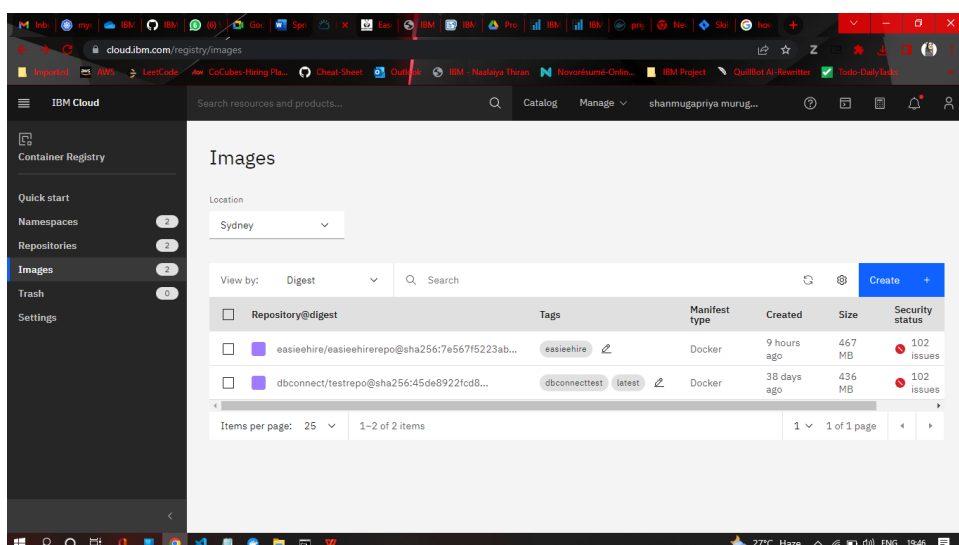 cloud.ibm.com/registry/images
Imported AWS LeetCode CoCubes-Hiring Pla... Cheat-Sheet Outlook IBM - Naalaiya Thiran Novorésumé-Onlin... IBM Project QuillBot AI-Rewritter Todo-DailyTasks
IBM Cloud Search resources and products... Catalog Manage shanmugapriya murug...
Container Registry
Images
Quick start
Location
Namespaces 2
Sydney
Repositories 2
Images 2
View by: Digest Search Create +
Trash 0
Settings
Repository@digest Tags Manifest type Created Size Security status
easieehire/easieehirerepo@sha256:7e567f5223ab... easieehire Docker 9 hours ago 467 MB 102 issues
dbconnect/testrepo@sha256:45de8922fcd8... dbconnecttest latest Docker 38 days ago 436 MB 102 issues
Items per page: 25 1–2 of 2 items 1 1 of 1 page
27°C Haze ENG 19:46